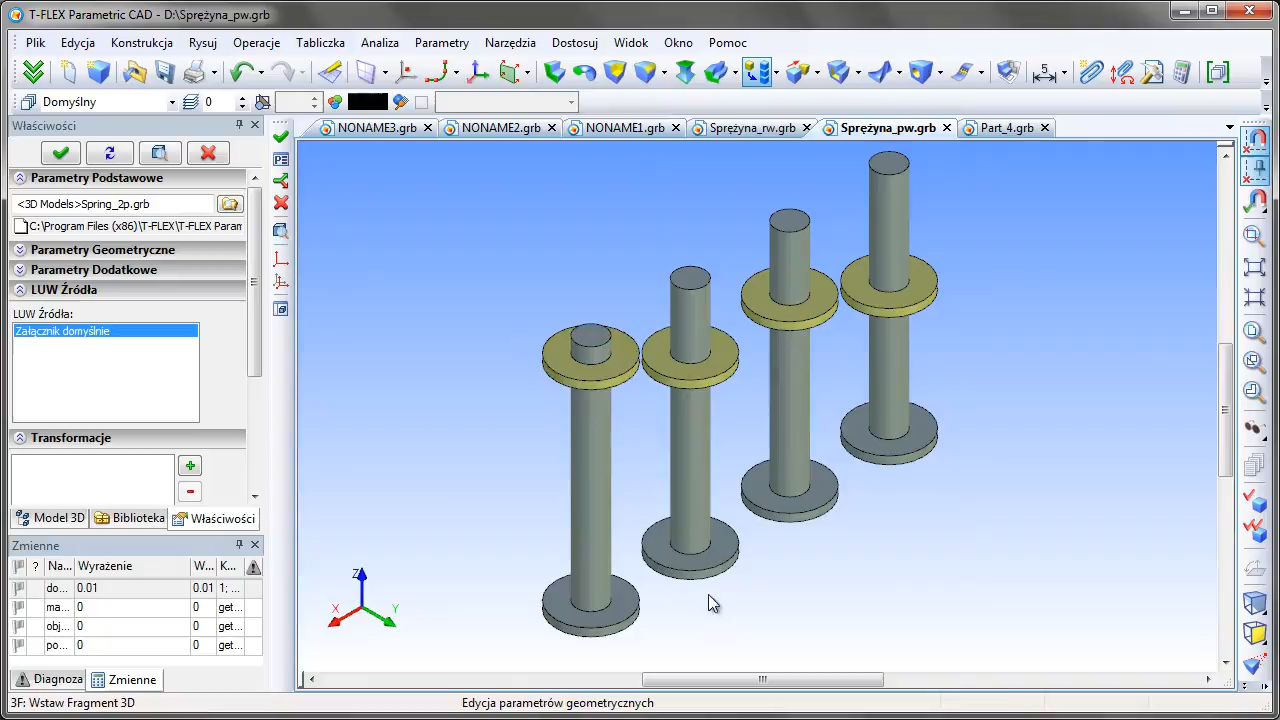 T-FLEX Parametric CAD - D:\Sprężyna_pw.grb
Plik Edycja Konstrukcja Rysuj Operacje Tabliczka Analiza Parametry Narzędzia Dostosuj Widok Okno Pomoc
5
Domyślny 0
Właściwości
NONAME3.grb NONAME2.grb NONAME1.grb Sprężyna_rw.grb Sprężyna_pw.grb Part_4.grb
Parametry Podstawowe
<3D Models>Spring_2p.grb
C:\Program Files (x86)\T-FLEX\T-FLEX Param
Parametry Geometryczne
Parametry Dodatkowe
LUW Źródła
LUW Źródła:
Załącznik domyślnie
Transformacje
Model 3D Biblioteka Właściwości
Zmienne
? Na... Wyrażenie W... K...
do... 0.01 0.01 1; ...
ma... 0 0 get...
obj... 0 0 get...
po... 0 0 get...
Diagnoza Zmienne
Z
X
Y
3F: Wstaw Fragment 3D
Edycja parametrów geometrycznych